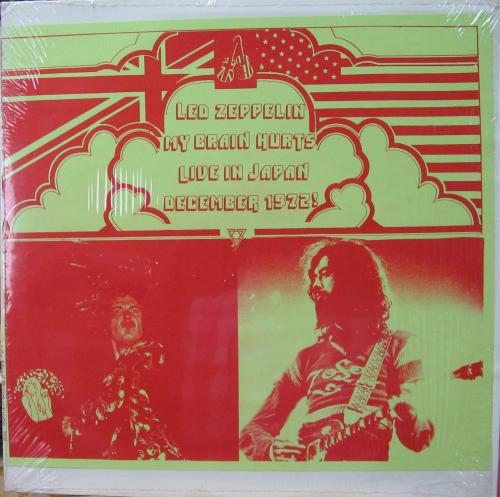 LED ZEPPELIN
MY BRAIN HURTS
LIVE IN JAPAN
DECEMBER 1972!